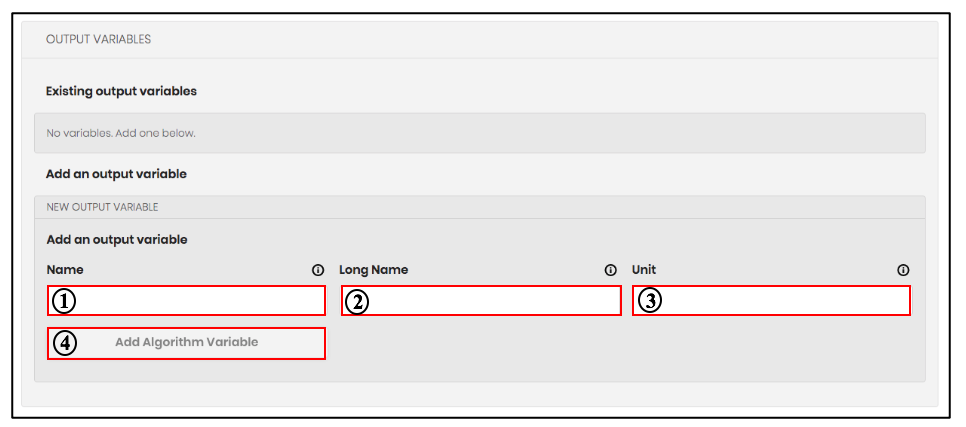 OUTPUT VARIABLES
Existing output variables
No variables. Add one below.
Add an output variable
NEW OUTPUT VARIABLE
Add an output variable
Name Long Name Unit
1 2 3
4 Add Algorithm Variable